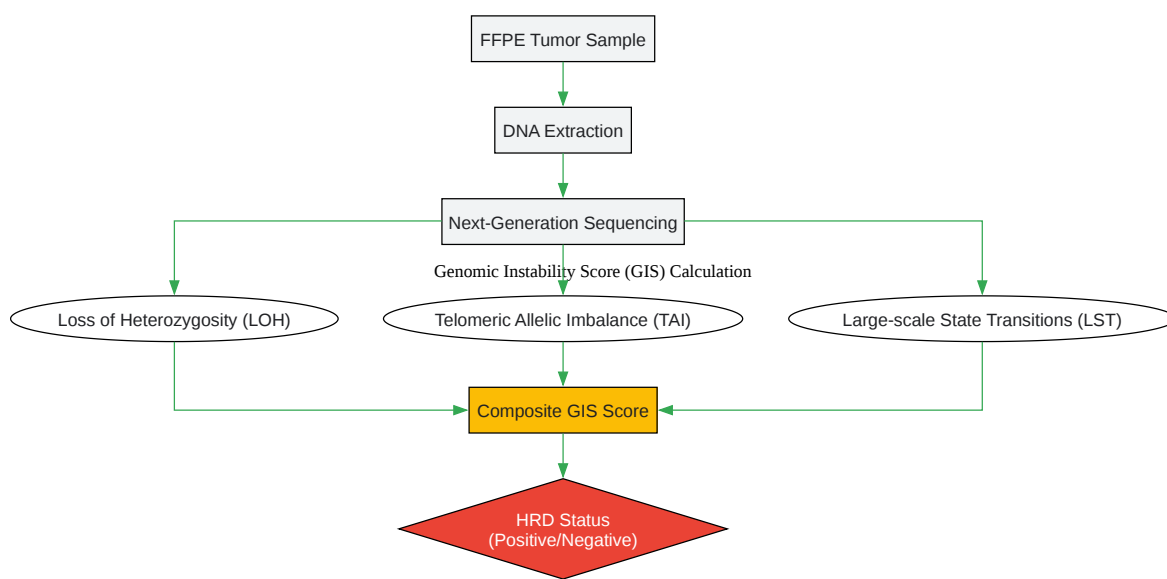 FFPE Tumor Sample
DNA Extraction
Next-Generation Sequencing
Genomic Instability Score (GIS) Calculation
Loss of Heterozygosity (LOH)
Telomeric Allelic Imbalance (TAI)
Large-scale State Transitions (LST)
Composite GIS Score
HRD Status
(Positive/Negative)